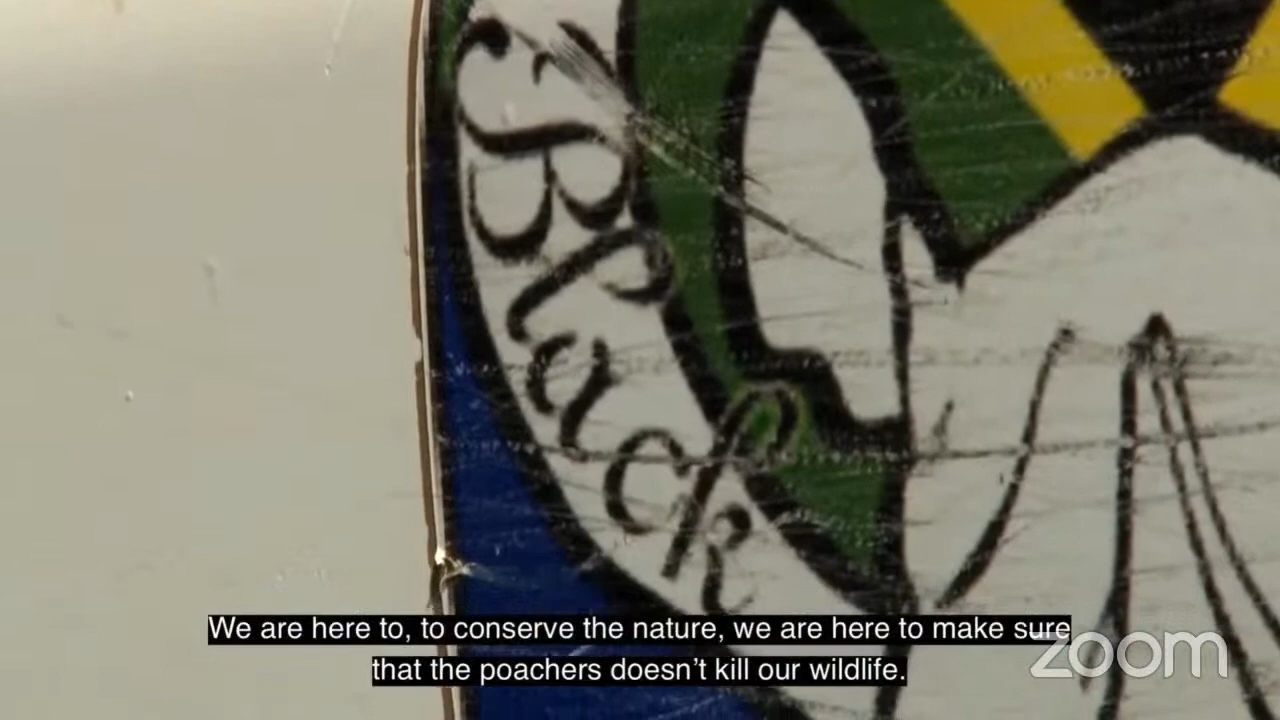 Black
We are here to, to conserve the nature, we are here to make sure
that the poachers doesn't kill our wildlife.
zoom